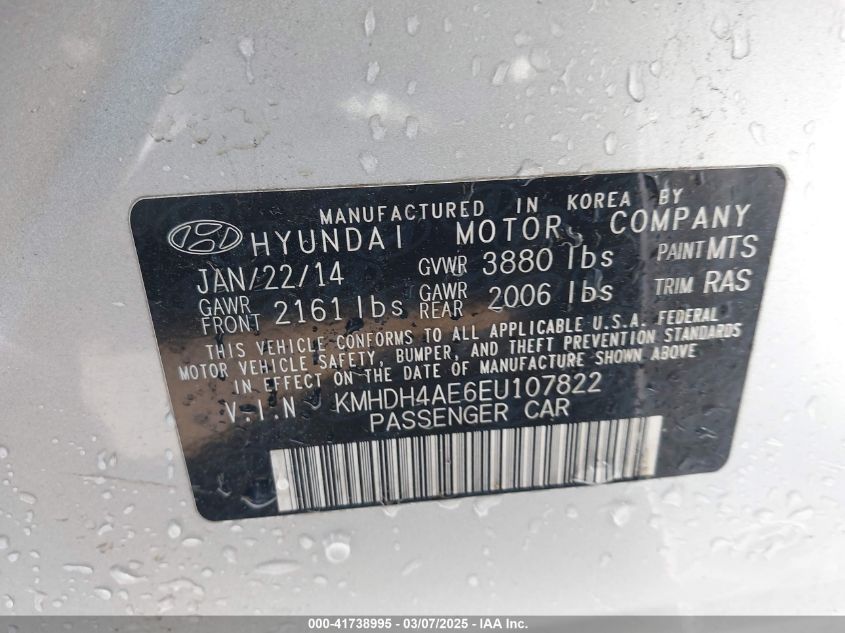 MANUFACTURED IN KOREA BY
HYUNDAI MOTOR COMPANY
JAN/22/14 GVWR 3880 lbs PAINT MTS
GAWR FRONT 2161 lbs GAWR REAR 2006 lbs TRIM RAS
THIS VEHICLE CONFORMS TO ALL APPLICABLE U.S.A. FEDERAL
MOTOR VEHICLE SAFETY, BUMPER, AND THEFT PREVENTION STANDARDS
IN EFFECT ON THE DATE OF MANUFACTURE SHOWN ABOVE
V.I.N KMHDH4AE6EU107822
PASSENGER CAR
000-41738995 - 03/07/2025 - IAA Inc.